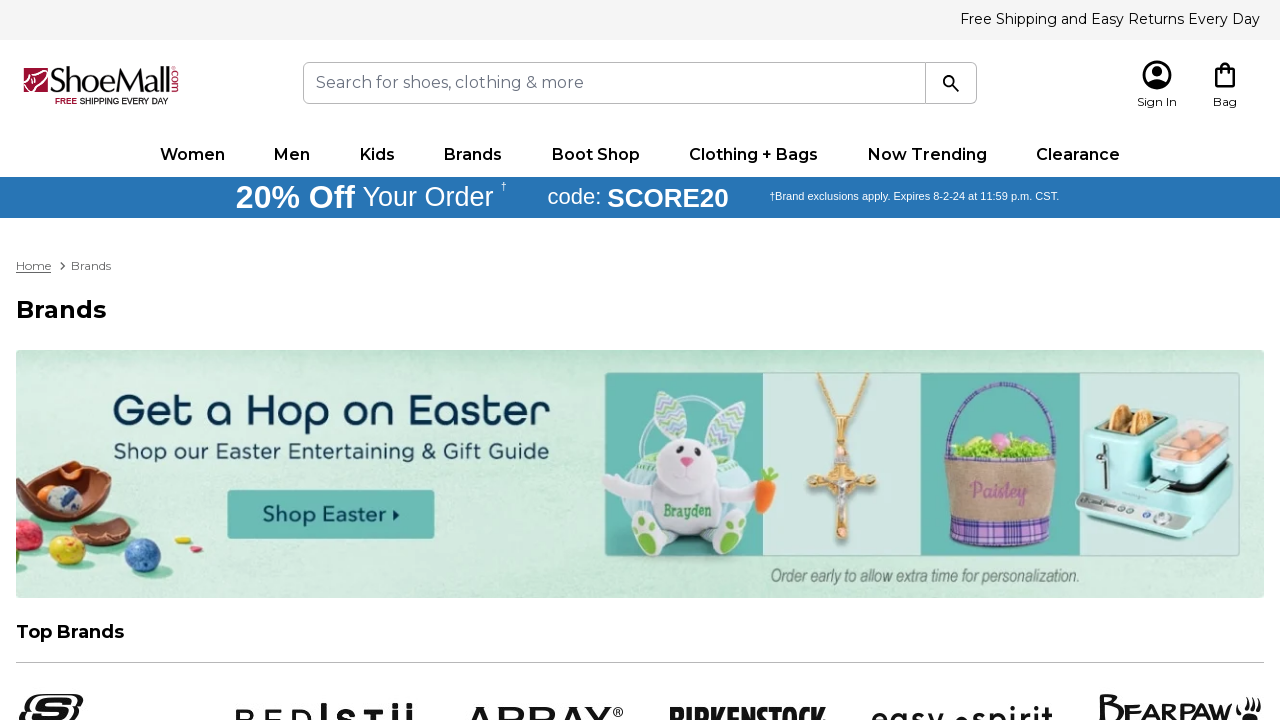 Free Shipping and Easy Returns Every Day
ShoeMall.com
FREE SHIPPING EVERY DAY
Search for shoes, clothing & more
Sign In
Bag
Women Men Kids Brands Boot Shop Clothing + Bags Now Trending Clearance
20% Off Your Order † code: SCORE20 †Brand exclusions apply. Expires 8-2-24 at 11:59 p.m. CST.
Home > Brands
Brands
Get a Hop on Easter
Shop our Easter Entertaining & Gift Guide
Shop Easter
Brayden
Paisley
Order early to allow extra time for personalization.
Top Brands
BEDISTÜ ARRAY® BIRKENSTOCK easy spirit BEARPAW